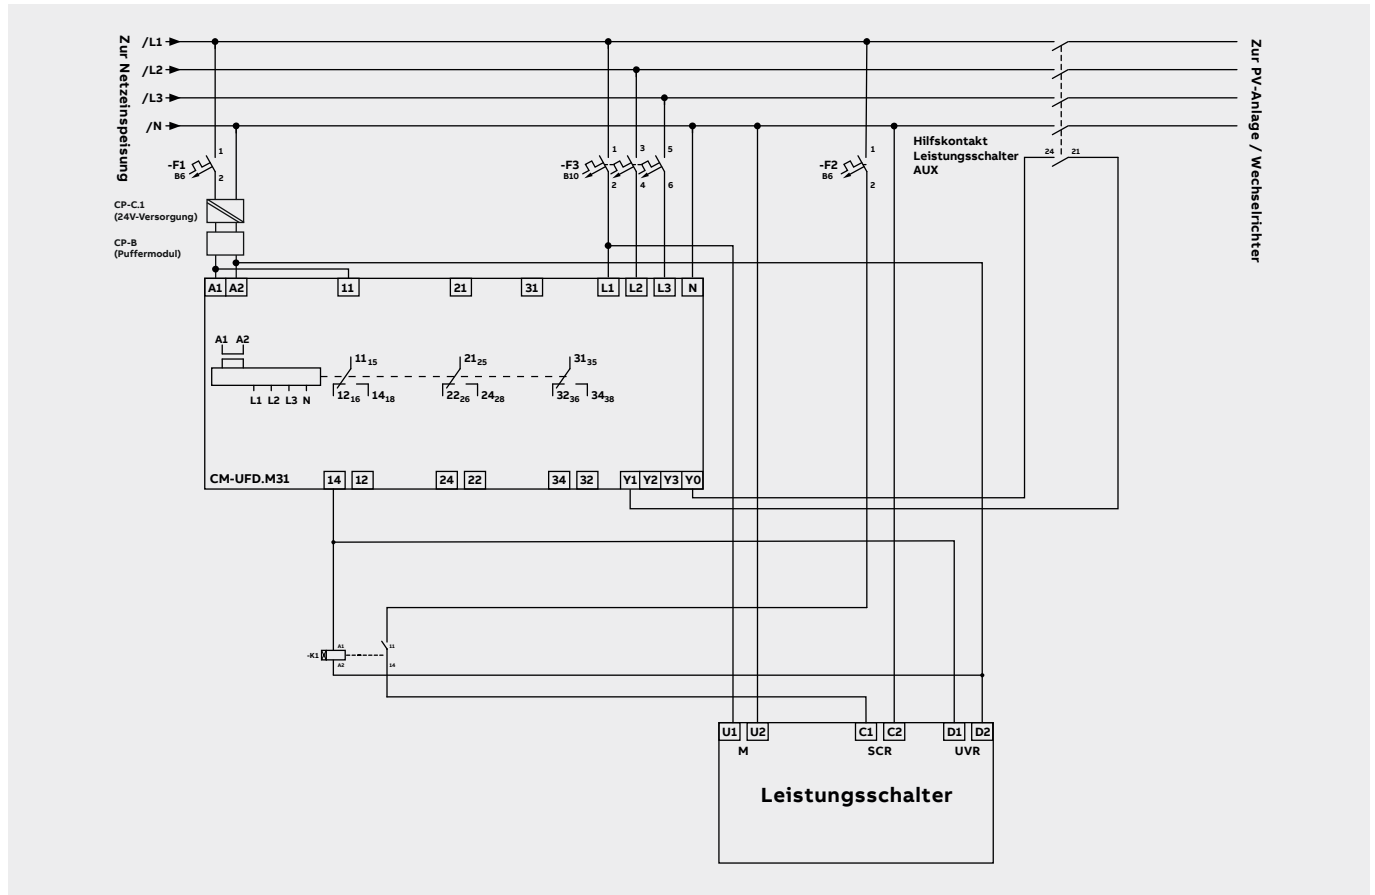 Zur Netzeinspeisung
/L1
/L2
/L3
/N
Zur PV-Anlage / Wechselrichter
-F1
B6
1
2
-F3
B10
1
2
3
4
5
6
-F2
B6
1
2
Hilfskontakt
Leistungsschalter
AUX
24
21
CP-C.1
(24V-Versorgung)
CP-B
(Puffermodul)
A1 A2 11 21 31 L1 L2 L3 N
A1 A2
L1 L2 L3 N
11 15
12 16 14 18
21 25
22 26 24 28
31 35
32 36 34 38
CM-UFD.M31
14 12 24 22 34 32 Y1 Y2 Y3 Y0
-K1
A1
A2
11
14
U1 U2 C1 C2 D1 D2
M SCR UVR
Leistungsschalter